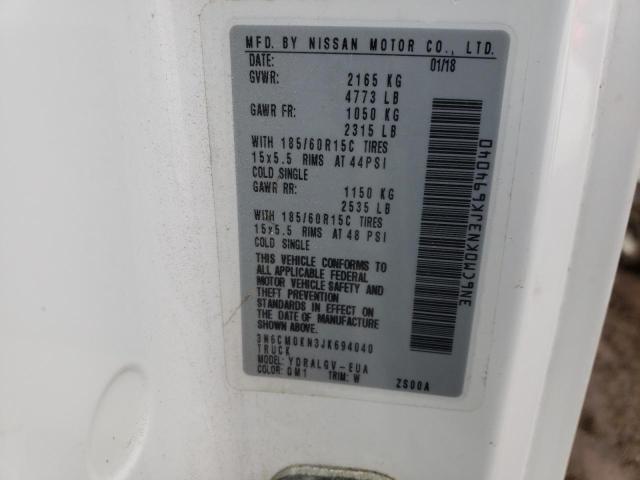 MFD. BY NISSAN MOTOR CO., LTD.
DATE: 01/18
GVWR: 2165 KG
4773 LB
GAWR FR: 1050 KG
2315 LB
WITH 185/60R15C TIRES
15x5.5 RIMS AT 44PSI
COLD SINGLE
GAWR RR: 1150 KG
2535 LB
WITH 185/60R15C TIRES
15x5.5 RIMS AT 48 PSI
COLD SINGLE
THIS VEHICLE CONFORMS TO
ALL APPLICABLE FEDERAL
MOTOR VEHICLE SAFETY AND
THEFT PREVENTION
STANDARDS IN EFFECT ON
THE DATE OF MANUFACTURE
SHOWN ABOVE.
3N6CM0KN3JK694040
TRUCK
MODEL: YDRALGV-EUA
COLOR: QM1 TRIM: W ZS00A
3N6CM0KN3JK694040